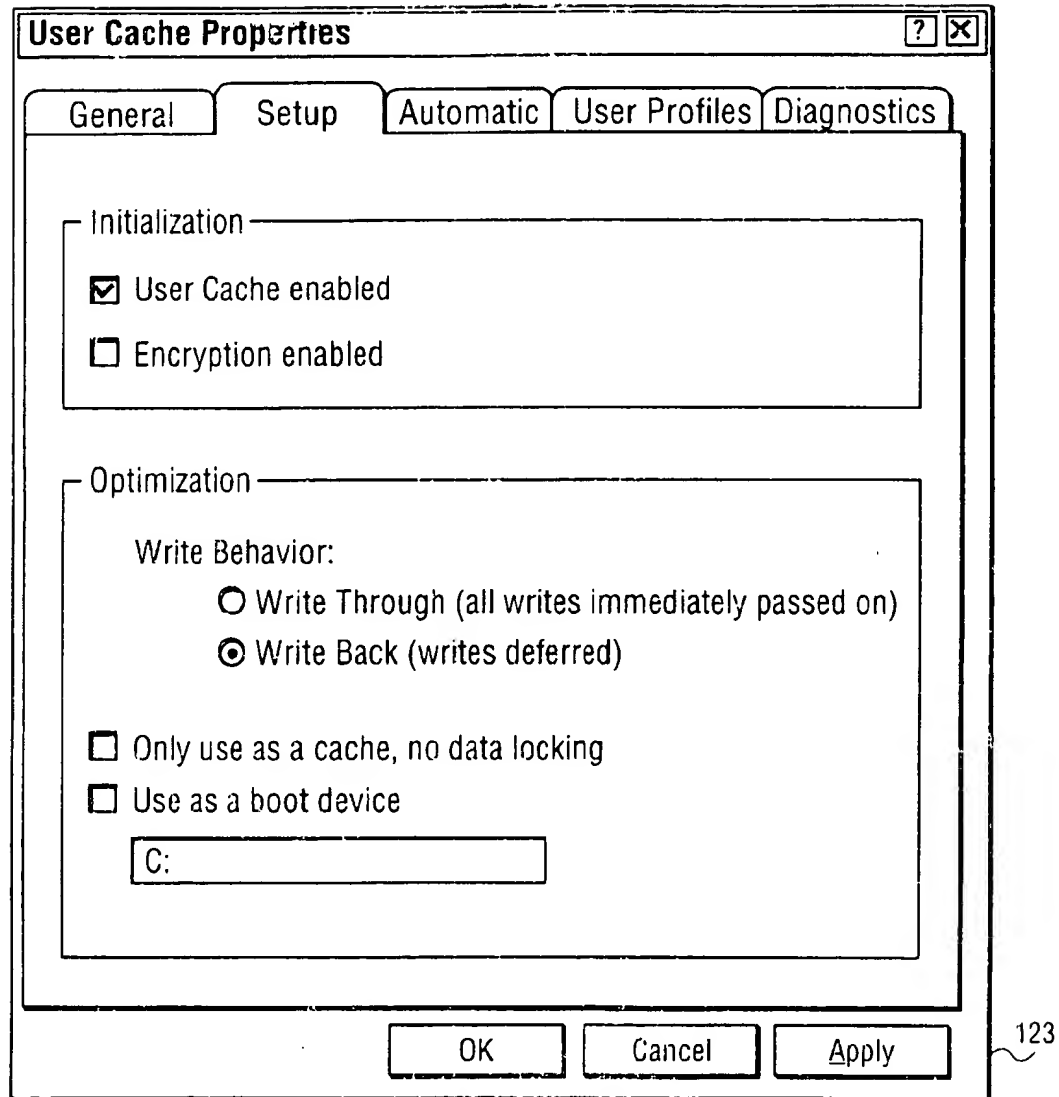 User Cache Properties
?
General Setup Automatic User Profiles Diagnostics
Initialization
User Cache enabled
Encryption enabled
Optimization
Write Behavior:
Write Through (all writes immediately passed on)
Write Back (writes deferred)
Only use as a cache, no data locking
Use as a boot device
C:
OK Cancel Apply
123